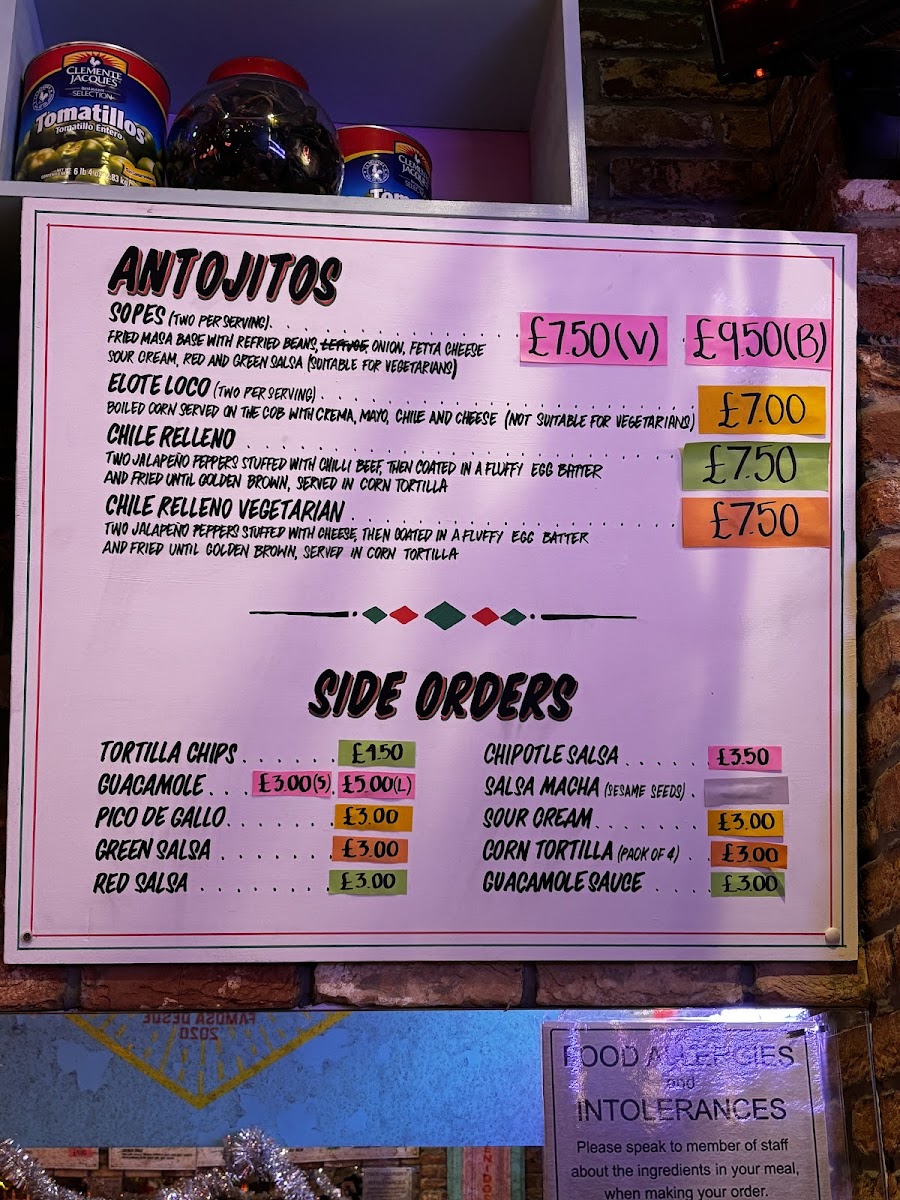 CLEMENTE
JACQUES
SELECTION
Tomatillos
Tomatillo Entero
CLEMENTE
JACQUES
ANTOJITOS
SOPES (TWO PER SERVING). £7.50(V) £9.50(B)
FRIED MASA BASE WITH REFRIED BEANS, LETTUCE, ONION, FETTA CHEESE
SOUR CREAM, RED AND GREEN SALSA (SUITABLE FOR VEGETARIANS)
ELOTE LOCO (TWO PER SERVING) £7.00
BOILED CORN SERVED ON THE COB WITH CREMA, MAYO, CHILE AND CHEESE (NOT SUITABLE FOR VEGETARIANS)
CHILE RELLENO £7.50
TWO JALAPEÑO PEPPERS STUFFED WITH CHILLI BEEF, THEN COATED IN A FLUFFY EGG BATTER
AND FRIED UNTIL GOLDEN BROWN, SERVED IN CORN TORTILLA
CHILE RELLENO VEGETARIAN £7.50
TWO JALAPEÑO PEPPERS STUFFED WITH CHEESE, THEN COATED IN A FLUFFY EGG BATTER
AND FRIED UNTIL GOLDEN BROWN, SERVED IN CORN TORTILLA
SIDE ORDERS
TORTILLA CHIPS £4.50
GUACAMOLE £3.00(S) £5.00(L)
PICO DE GALLO £3.00
GREEN SALSA £3.00
RED SALSA £3.00
CHIPOTLE SALSA £3.50
SALSA MACHA (SESAME SEEDS)
SOUR CREAM £3.00
CORN TORTILLA (PACK OF 4) £3.00
GUACAMOLE SAUCE £3.00
FAMOSA DESDE
2020
FOOD ALLERGIES
and
INTOLERANCES
Please speak to member of staff
about the ingredients in your meal,
when making your order.